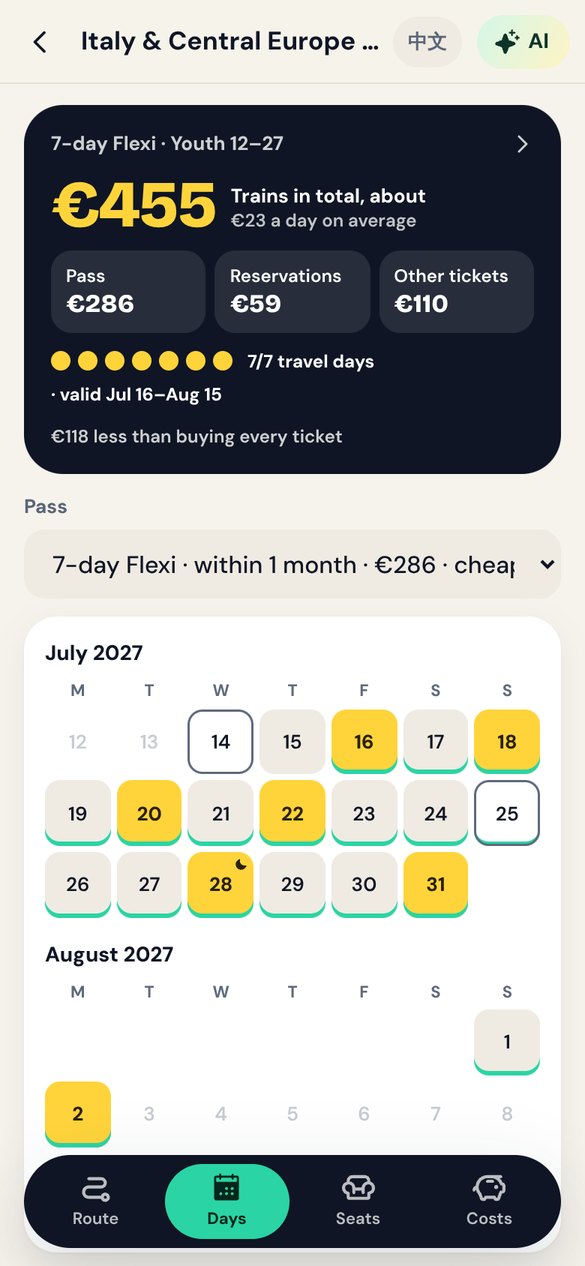 Italy & Central Europe ...
中文
AI
7-day Flexi · Youth 12–27
€455
Trains in total, about
€23 a day on average
Pass
€286
Reservations
€59
Other tickets
€110
7/7 travel days
· valid Jul 16–Aug 15
€118 less than buying every ticket
Pass
7-day Flexi · within 1 month · €286 · cheap
July 2027
M T W T F S S
12 13 14 15 16 17 18
19 20 21 22 23 24 25
26 27 28 29 30 31
August 2027
M T W T F S S
1
2 3 4 5 6 7 8
Route
Days
Seats
Costs